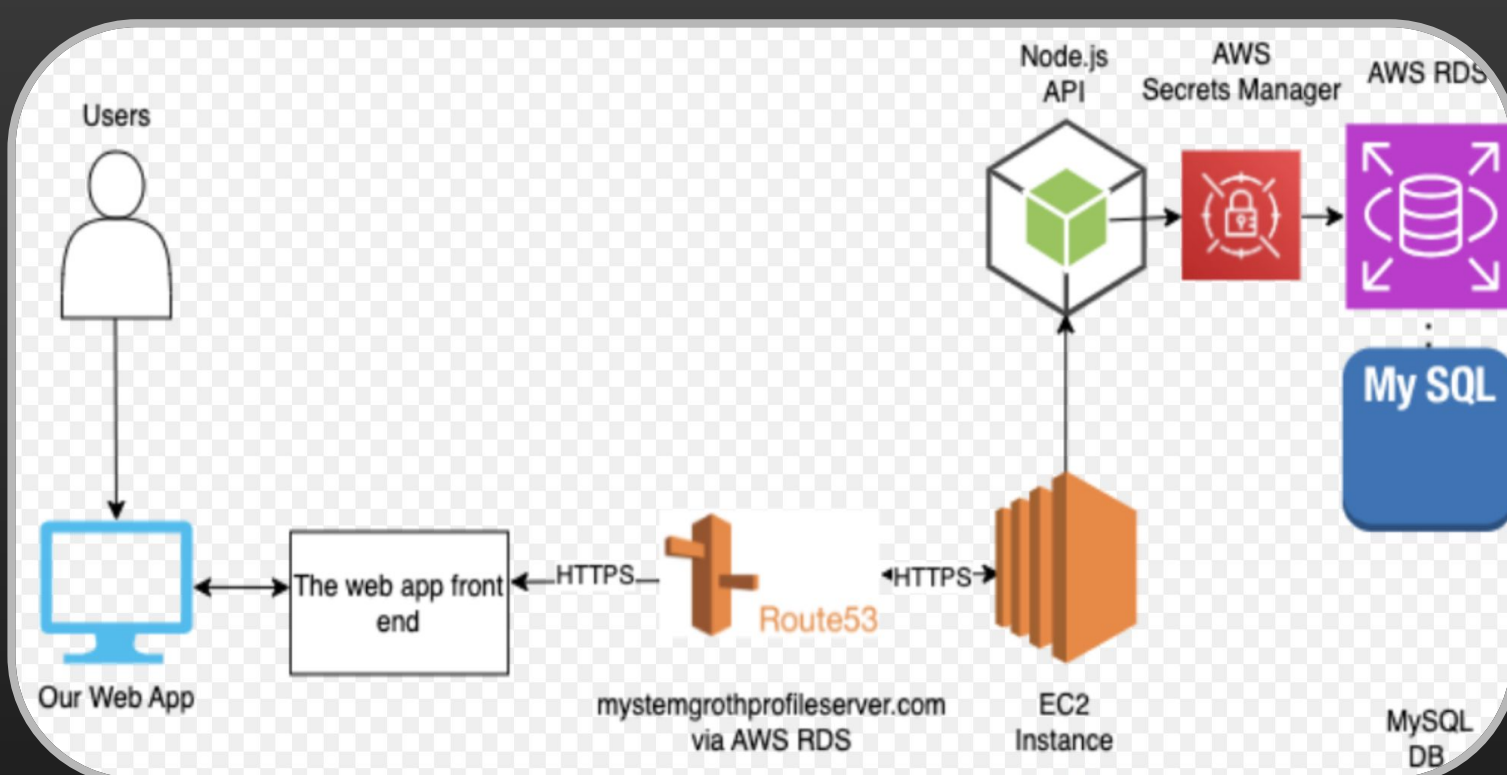 Users
Node.js
API
AWS
Secrets Manager
AWS RDS
My SQL
HTTPS
HTTPS
The web app front
end
Route53
Our Web App
mystemgrothprofileserver.com
via AWS RDS
EC2
Instance
MySQL
DB